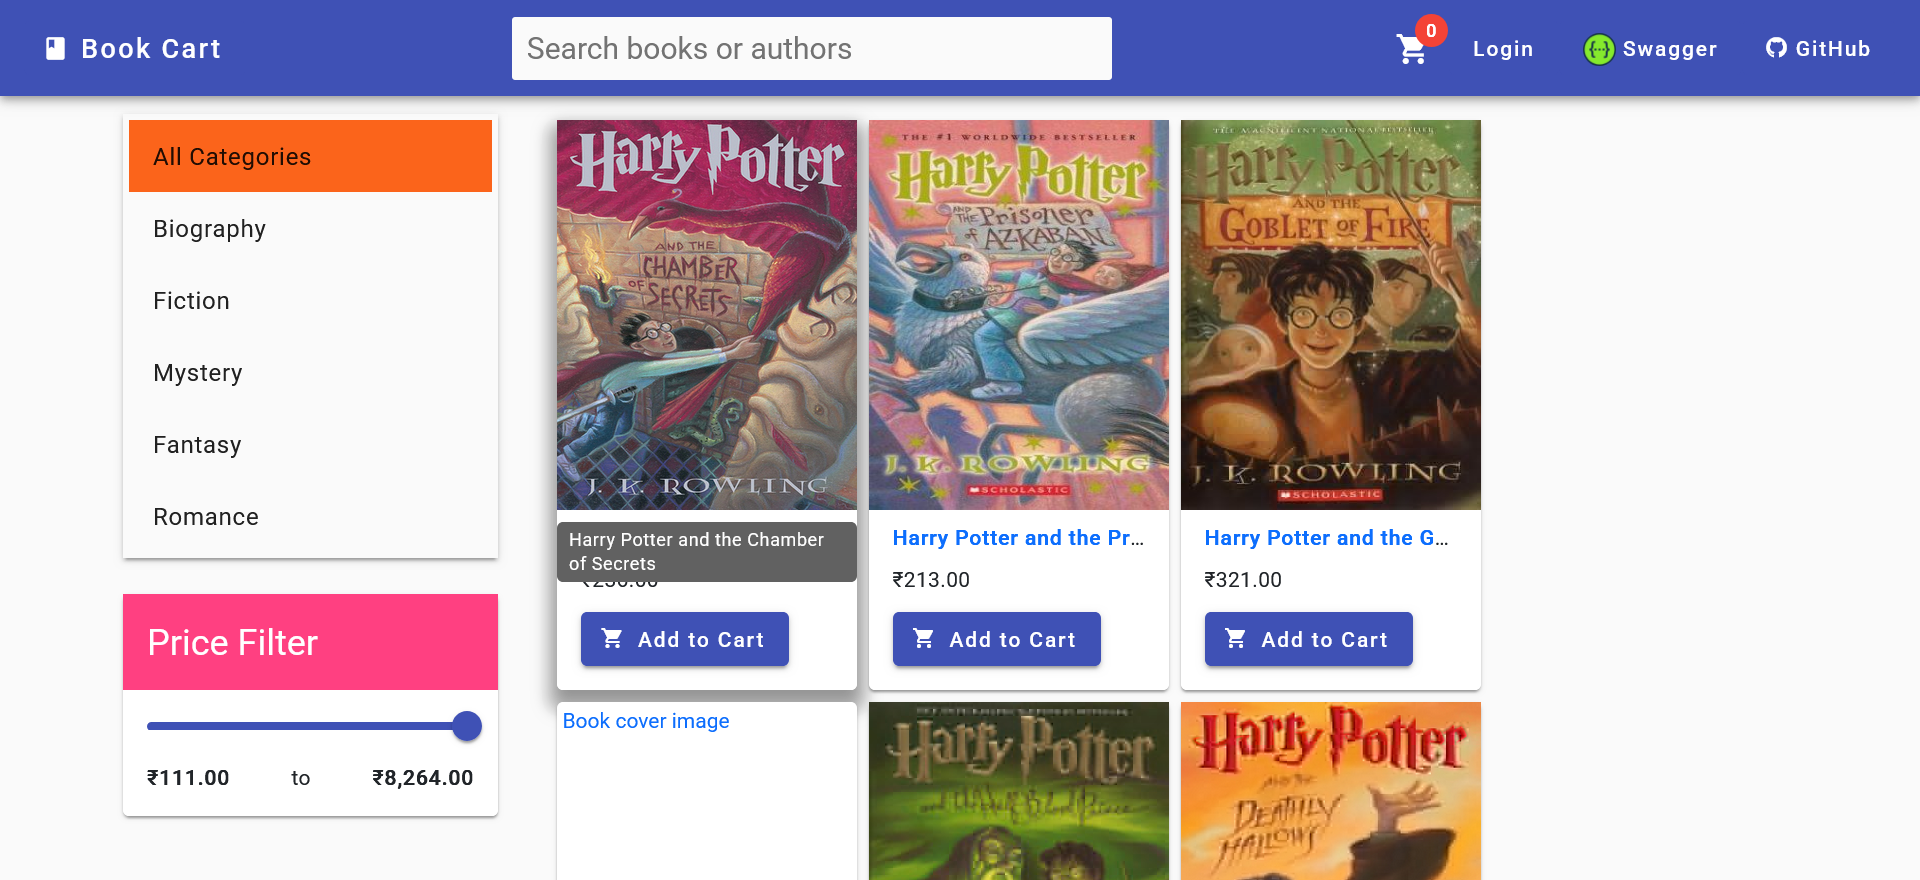 Book Cart
Search books or authors
0
Login
Swagger
GitHub
All Categories
Biography
Fiction
Mystery
Fantasy
Romance
Price Filter
₹111.00 to ₹8,264.00
Harry Potter
AND THE
CHAMBER
OF SECRETS
J. K. ROWLING
Harry Potter and the Chamber
of Secrets
Add to Cart
THE #1 WORLDWIDE BESTSELLER
Harry Potter
AND THE Prisoner
of AZKABAN
J. K. ROWLING
SCHOLASTIC
Harry Potter and the Pr...
₹213.00
Add to Cart
Harry Potter
AND THE
GOBLET OF FIRE
J. K. ROWLING
SCHOLASTIC
Harry Potter and the G...
₹321.00
Add to Cart
Book cover image
Harry Potter
and the Half-Blood Prince
Harry Potter
AND THE
DEATHLY
HALLOWS